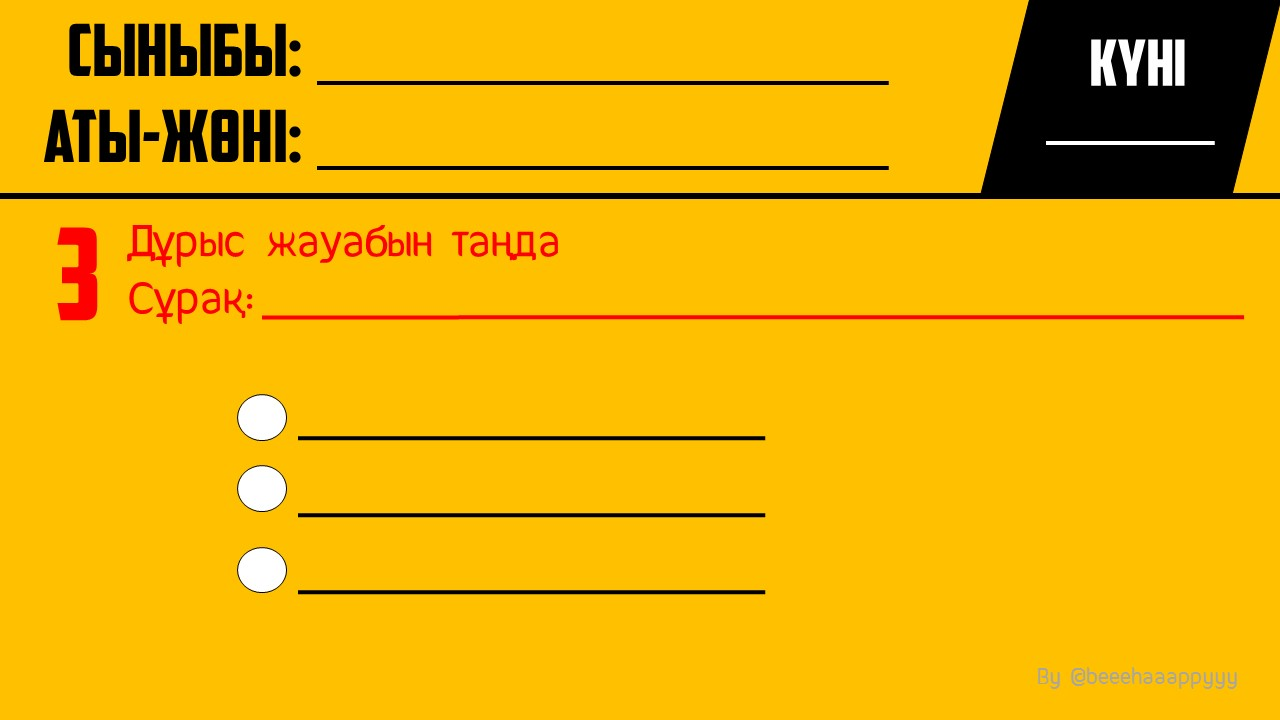 СЫНЫБЫ:
КҮНІ
АТЫ-ЖӨНІ:
3
Дұрыс жауабын таңда
Сұрақ:
By @beeehaaappyyy